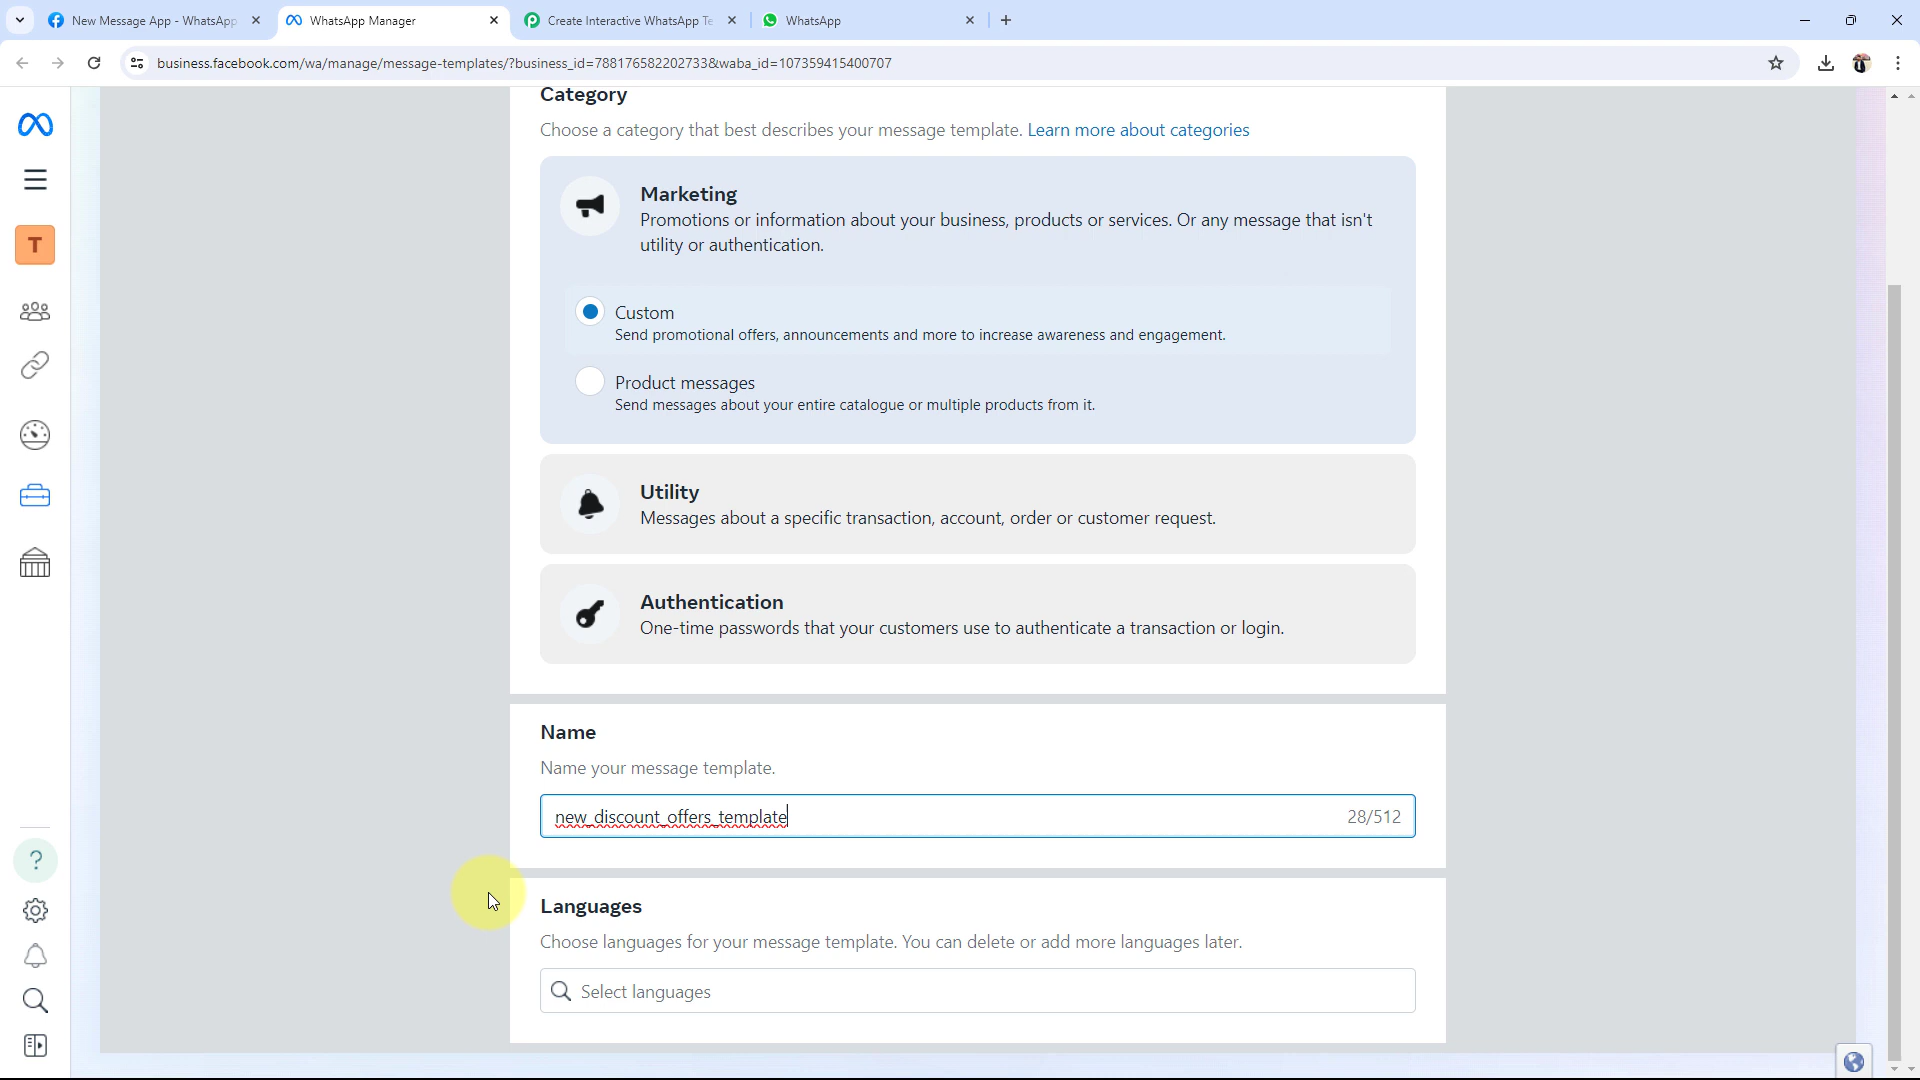 New Message App - WhatsApp
WhatsApp Manager
Create Interactive WhatsApp Te
WhatsApp
business.facebook.com/wa/manage/message-templates/?business_id=788176582202733&waba_id=107359415400707
T
Category
Choose a category that best describes your message template. Learn more about categories
Marketing
Promotions or information about your business, products or services. Or any message that isn't
utility or authentication.
Custom
Send promotional offers, announcements and more to increase awareness and engagement.
Product messages
Send messages about your entire catalogue or multiple products from it.
Utility
Messages about a specific transaction, account, order or customer request.
Authentication
One-time passwords that your customers use to authenticate a transaction or login.
Name
Name your message template.
new_discount_offers_template
28/512
Languages
Choose languages for your message template. You can delete or add more languages later.
Select languages